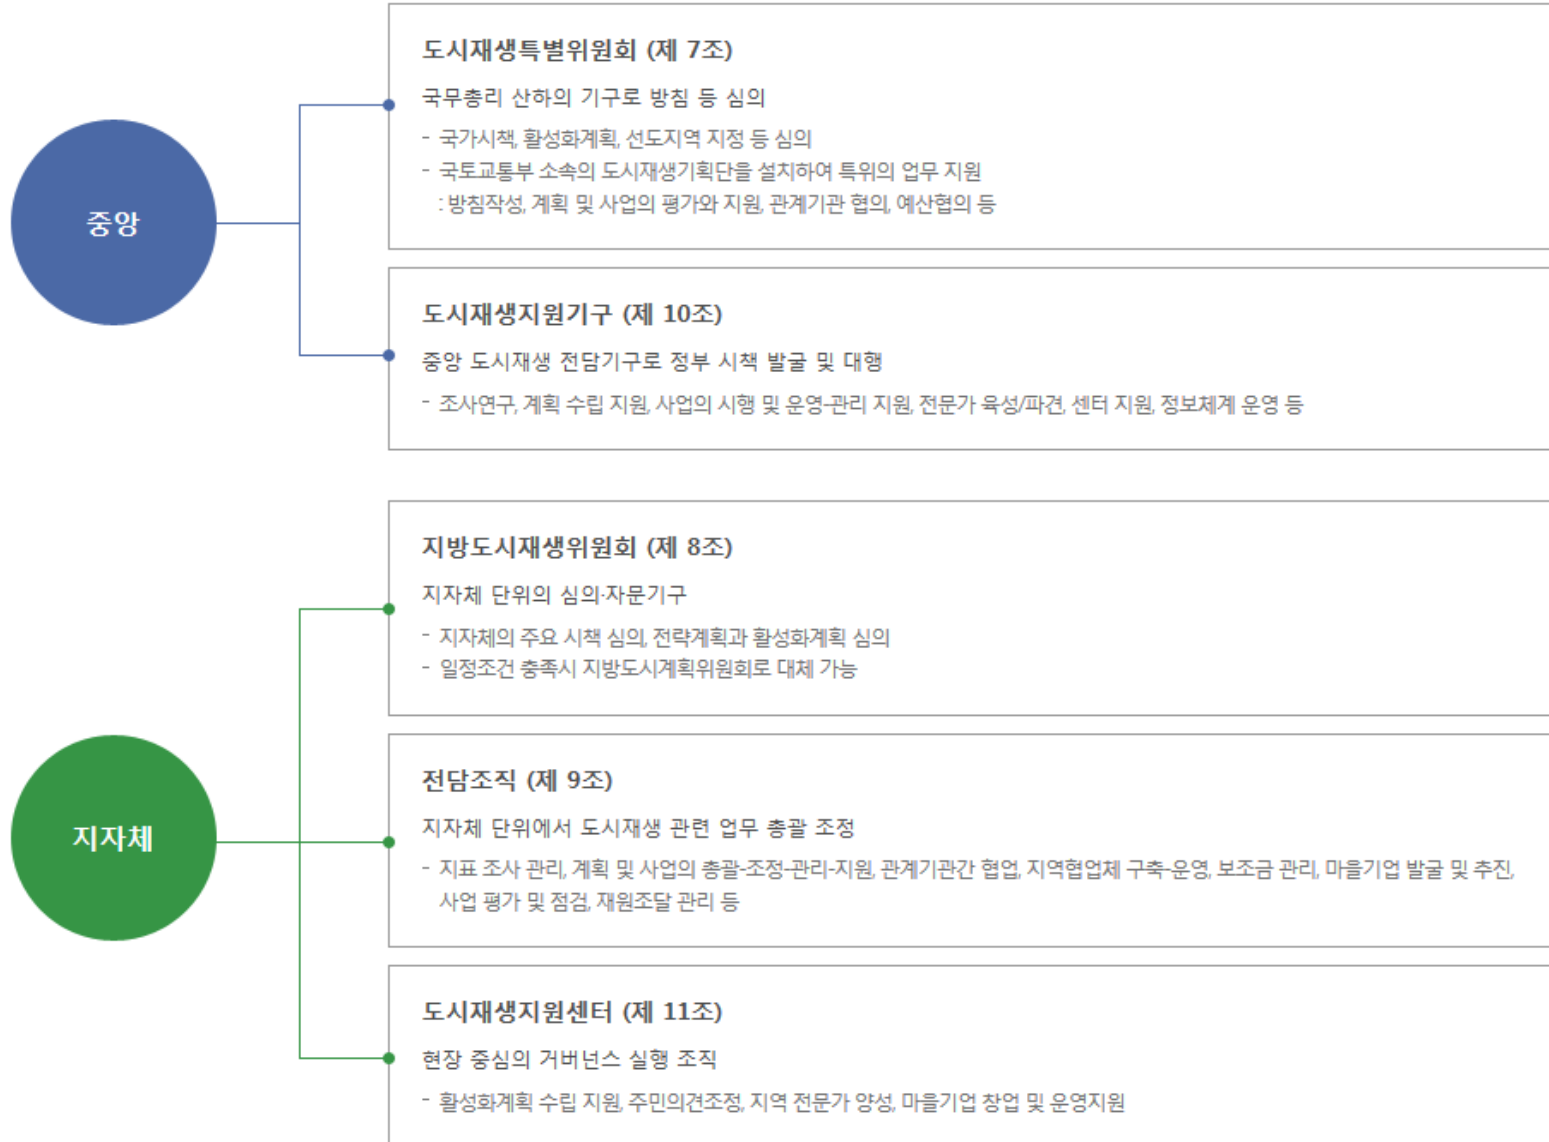 중앙
도시재생특별위원회 (제 7조)
국무총리 산하의 기구로 방침 등 심의
- 국가시책, 활성화계획, 선도지역 지정 등 심의
- 국토교통부 소속의 도시재생기획단을 설치하여 특위의 업무 지원
: 방침작성, 계획 및 사업의 평가와 지원, 관계기관 협의, 예산협의 등
도시재생지원기구 (제 10조)
중앙 도시재생 전담기구로 정부 시책 발굴 및 대행
- 조사연구, 계획 수립 지원, 사업의 시행 및 운영-관리 지원, 전문가 육성/파견, 센터 지원, 정보체계 운영 등
지자체
지방도시재생위원회 (제 8조)
지자체 단위의 심의·자문기구
- 지자체의 주요 시책 심의, 전략계획과 활성화계획 심의
- 일정조건 충족시 지방도시계획위원회로 대체 가능
전담조직 (제 9조)
지자체 단위에서 도시재생 관련 업무 총괄 조정
- 지표 조사 관리, 계획 및 사업의 총괄-조정-관리-지원, 관계기관간 협업, 지역협업체 구축-운영, 보조금 관리, 마을기업 발굴 및 추진,
사업 평가 및 점검, 재원조달 관리 등
도시재생지원센터 (제 11조)
현장 중심의 거버넌스 실행 조직
- 활성화계획 수립 지원, 주민의견조정, 지역 전문가 양성, 마을기업 창업 및 운영지원